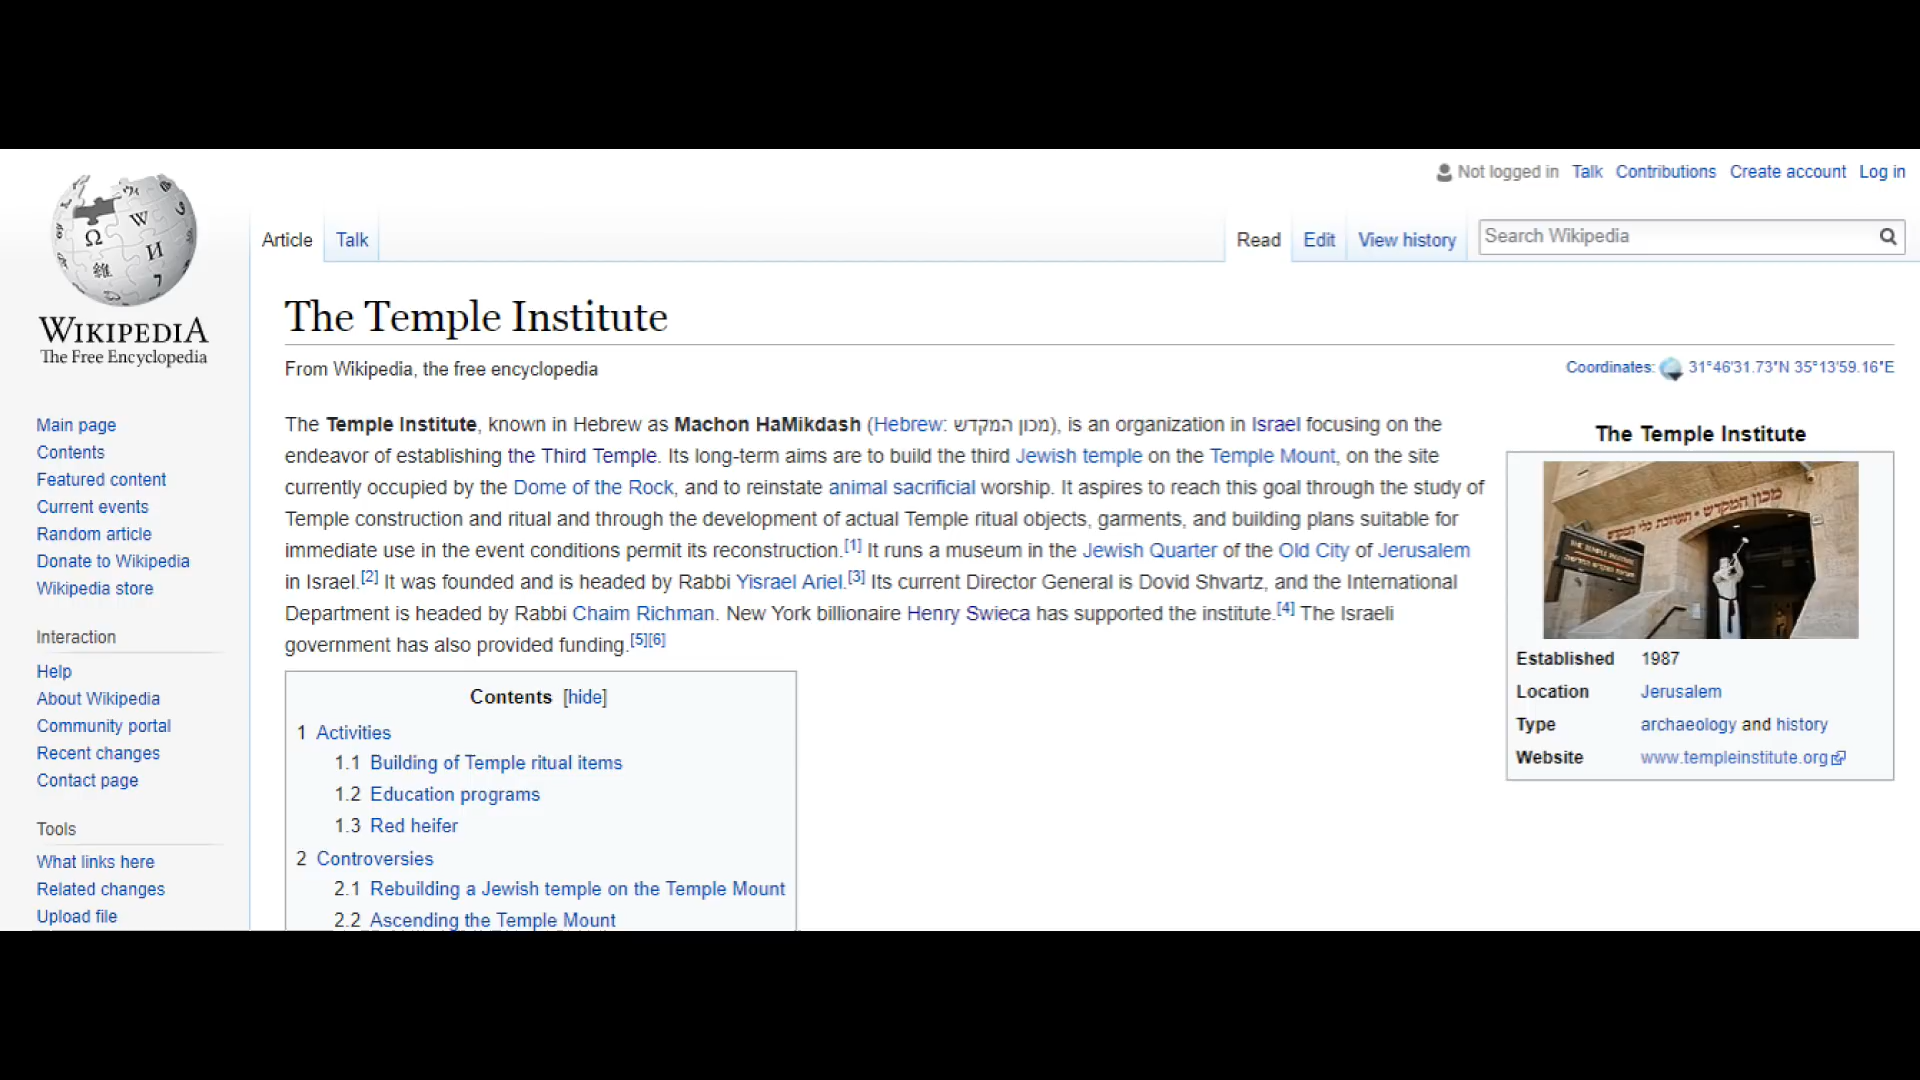 Not logged in Talk Contributions Create account Log in
Article Talk Read Edit View history Search Wikipedia
WIKIPEDIA
The Free Encyclopedia
The Temple Institute
From Wikipedia, the free encyclopedia
Coordinates: 31°46′31.73″N 35°13′59.16″E
The Temple Institute, known in Hebrew as Machon HaMikdash (Hebrew: מכון המקדש), is an organization in Israel focusing on the
endeavor of establishing the Third Temple. Its long-term aims are to build the third Jewish temple on the Temple Mount, on the site
currently occupied by the Dome of the Rock, and to reinstate animal sacrificial worship. It aspires to reach this goal through the study of
Temple construction and ritual and through the development of actual Temple ritual objects, garments, and building plans suitable for
immediate use in the event conditions permit its reconstruction.[1] It runs a museum in the Jewish Quarter of the Old City of Jerusalem
in Israel.[2] It was founded and is headed by Rabbi Yisrael Ariel.[3] Its current Director General is Dovid Shvartz, and the International
Department is headed by Rabbi Chaim Richman. New York billionaire Henry Swieca has supported the institute.[4] The Israeli
government has also provided funding.[5][6]
The Temple Institute
מכון המקדש
THE TEMPLE INSTITUTE
Established 1987
Location Jerusalem
Type archaeology and history
Website www.templeinstitute.org
Contents [hide]
1 Activities
1.1 Building of Temple ritual items
1.2 Education programs
1.3 Red heifer
2 Controversies
2.1 Rebuilding a Jewish temple on the Temple Mount
2.2 Ascending the Temple Mount
Main page
Contents
Featured content
Current events
Random article
Donate to Wikipedia
Wikipedia store
Interaction
Help
About Wikipedia
Community portal
Recent changes
Contact page
Tools
What links here
Related changes
Upload file